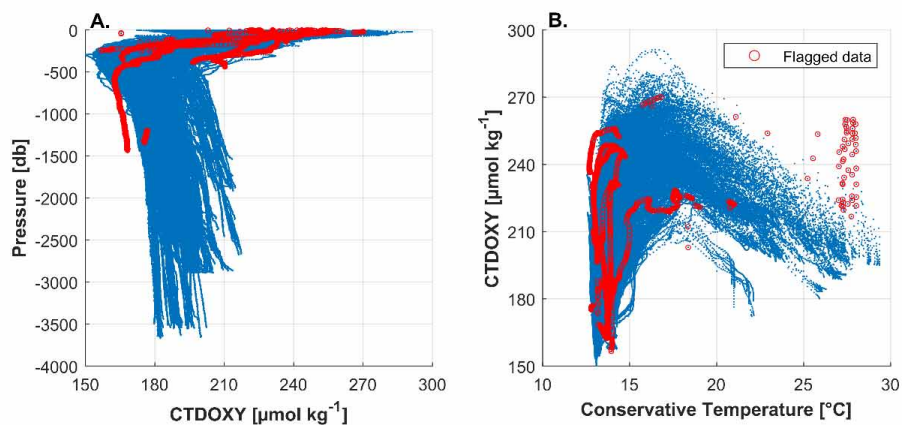 A.
0
-500
-1000
-1500
-2000
-2500
-3000
-3500
-4000
Pressure [db]
150 180 210 240 270 300
CTDOXY [µmol kg⁻¹]
B.
Flagged data
300
270
240
210
180
150
CTDOXY [µmol kg⁻¹]
10 15 20 25 30
Conservative Temperature [°C]